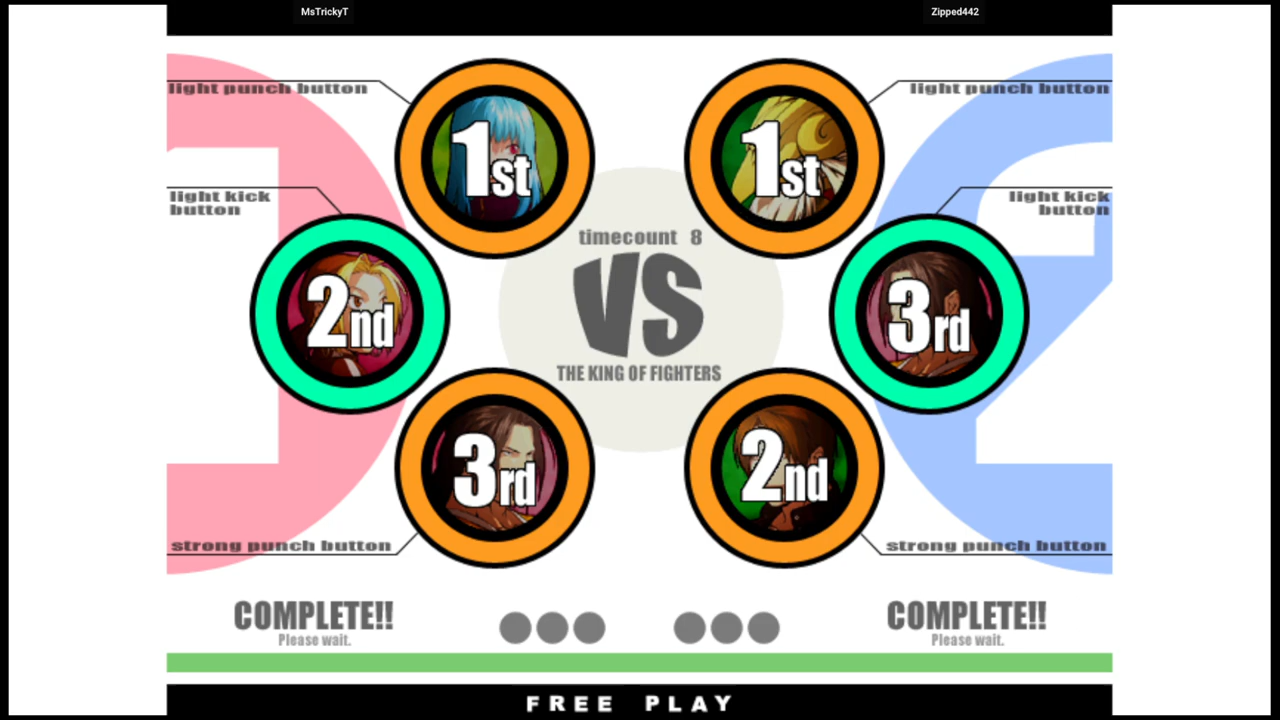 MsTrickyT
Zipped442
light punch button
light punch button
1st
1st
light kick
button
light kick
button
timecount 8
VS
THE KING OF FIGHTERS
2nd
3rd
3rd
2nd
strong punch button
strong punch button
COMPLETE!!
Please wait.
COMPLETE!!
Please wait.
FREE PLAY